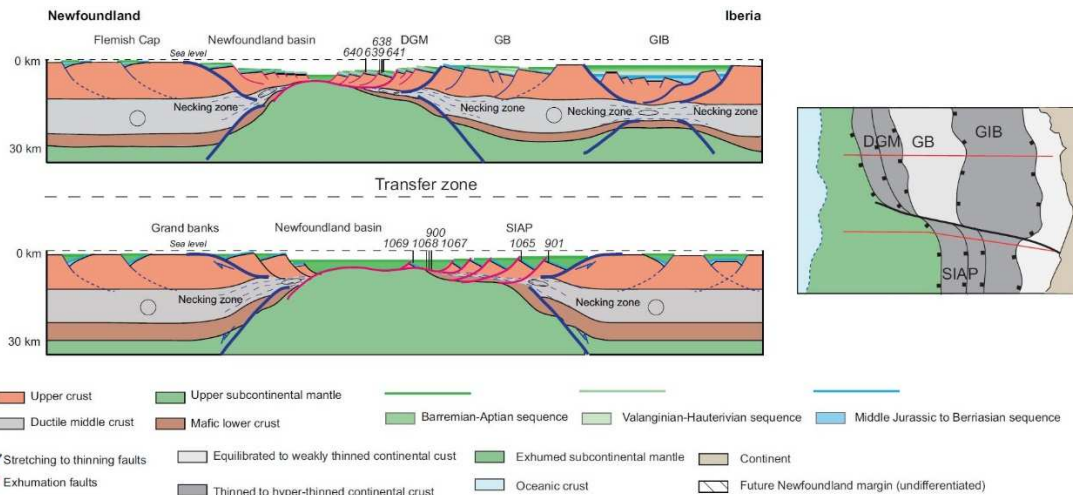 Newfoundland Iberia
Flemish Cap Newfoundland basin 638 DGM GB GIB
Sea level 640 639 641
0 km
Necking zone Necking zone Necking zone Necking zone
30 km
Transfer zone
Grand banks Newfoundland basin 900 SIAP
Sea level 1069 1068 1067 1065 901
0 km
Necking zone Necking zone
30 km
DGM GB GIB
SIAP
Upper crust Upper subcontinental mantle Barremian-Aptian sequence Valanginian-Hauterivian sequence Middle Jurassic to Berriasian sequence
Ductile middle crust Mafic lower crust
Stretching to thinning faults Equilibrated to weakly thinned continental cust Exhumed subcontinental mantle Continent
Exhumation faults Thinned to hyper-thinned continental crust Oceanic crust Future Newfoundland margin (undifferentiated)